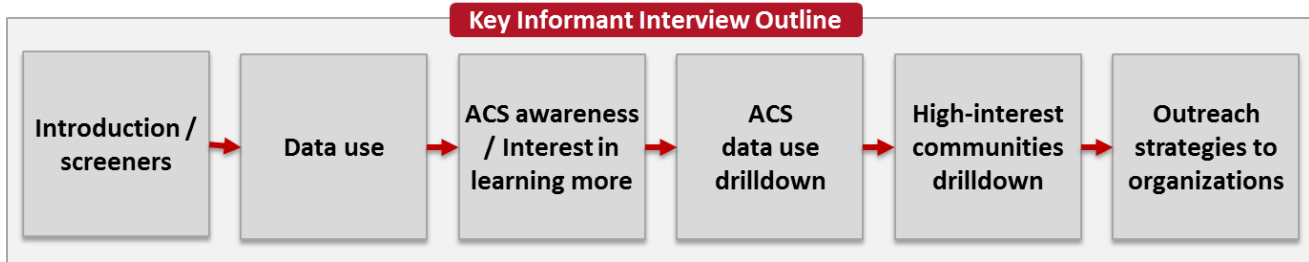 Key Informant Interview Outline
Introduction /
screeners
Data use
ACS awareness
/ Interest in
learning more
ACS
data use
drilldown
High-interest
communities
drilldown
Outreach
strategies to
organizations